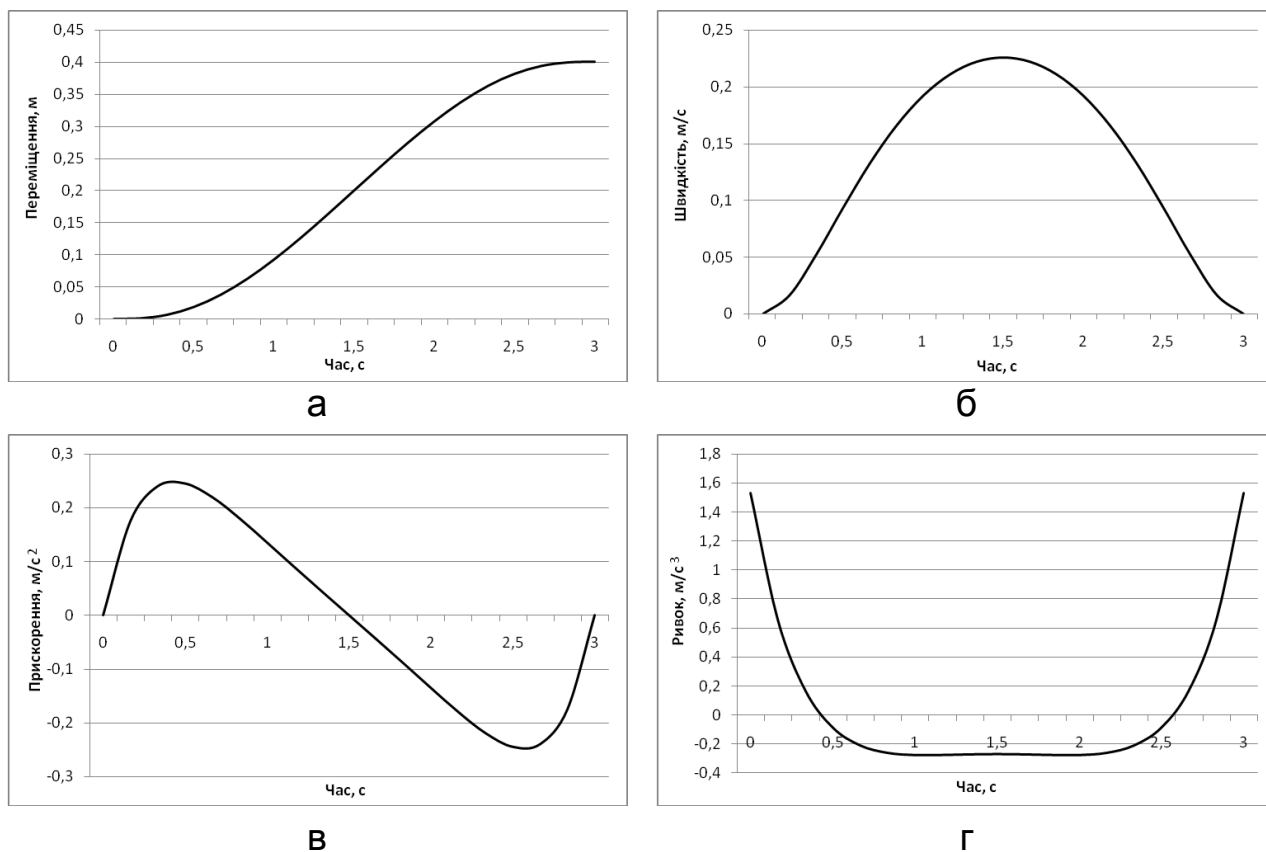 0,45
0,4
0,35
0,3
0,25
0,2
0,15
0,1
0,05
0
Переміщення, м
0 0,5 1 1,5 2 2,5 3
Час, с
а
0,25
0,2
0,15
0,1
0,05
0
Швидкість, м/с
0 0,5 1 1,5 2 2,5 3
Час, с
б
0,3
0,2
0,1
0
-0,1
-0,2
-0,3
Прискорення, м/с²
0 0,5 1 1,5 2 2,5 3
Час, с
в
1,8
1,6
1,4
1,2
1
0,8
0,6
0,4
0,2
0
-0,2
-0,4
Ривок, м/с³
0 0,5 1 1,5 2 2,5 3
Час, с
г